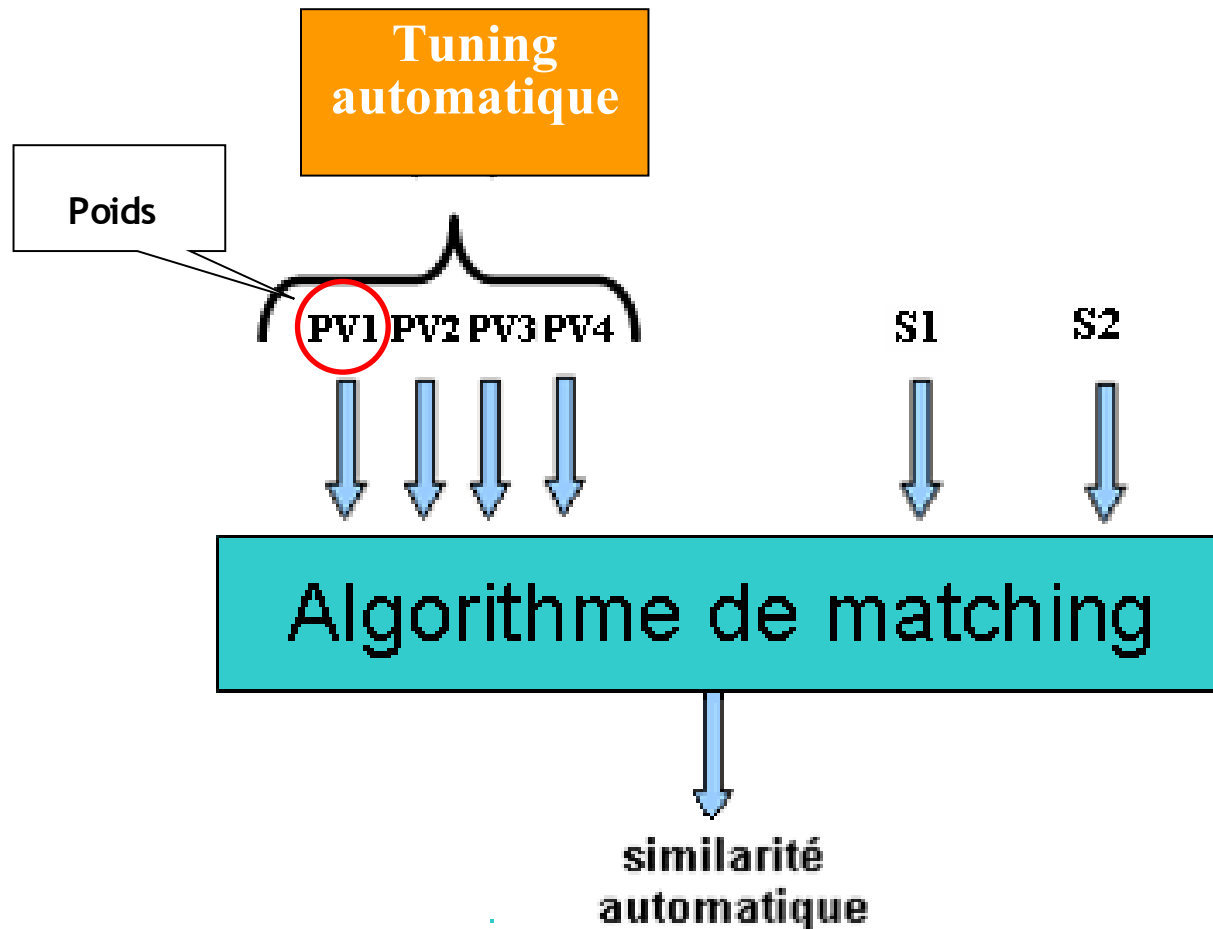 Tuning
automatique
Poids
PV1 PV2 PV3 PV4
S1
S2
Algorithme de matching
similarité
automatique